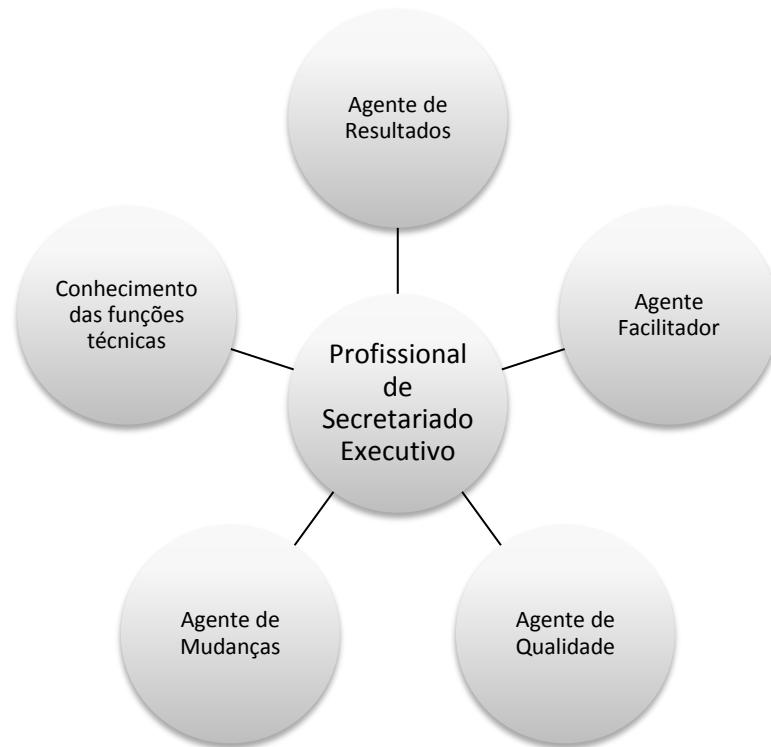 Agente de
Resultados
Conhecimento
das funções
técnicas
Agente
Facilitador
Profissional
de
Secretariado
Executivo
Agente de
Mudanças
Agente de
Qualidade